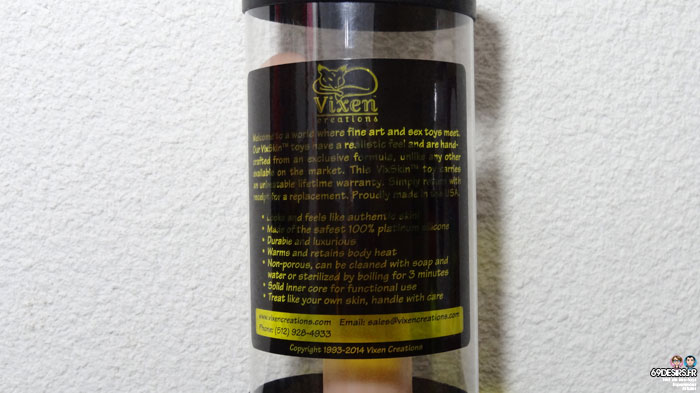 Vixen
creations
Welcome to a world where fine art and sex toys meet.
Our VixSkin™ toys have a realistic feel and are hand-
crafted from an exclusive formula, unlike any other
available on the market. This VixSkin™ toy carries
an unbeatable lifetime warranty. Simply return with
receipt for a replacement. Proudly made in the USA.
• Looks and feels like authentic skin
• Made of the safest 100% platinum silicone
• Durable and luxurious
• Warms and retains body heat
• Non-porous, can be cleaned with soap and
water or sterilized by boiling for 3 minutes
• Solid inner core for functional use
• Treat like your own skin, handle with care
www.vixencreations.com Email: sales@vixencreations.com
Phone: (512) 928-4933
Copyright 1993-2014 Vixen Creations
69DESIRS.FR